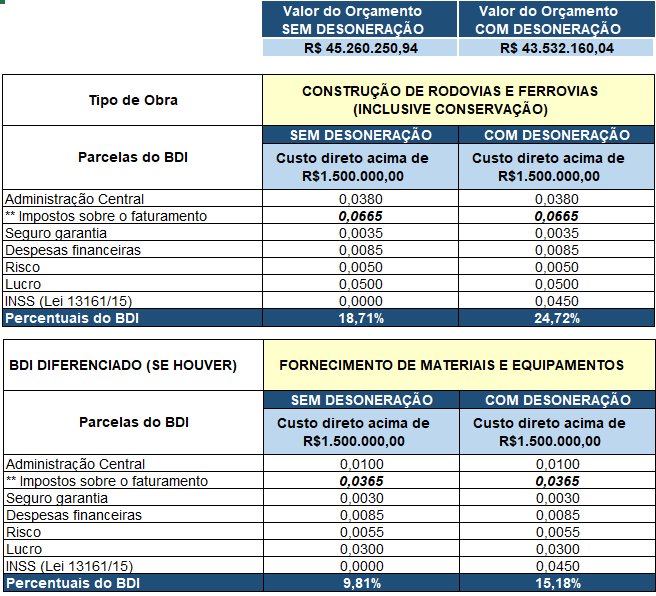 Valor do Orçamento Valor do Orçamento
SEM DESONERAÇÃO COM DESONERAÇÃO
R$ 45.260.250,94 R$ 43.532.160,04
Tipo de Obra
CONSTRUÇÃO DE RODOVIAS E FERROVIAS
(INCLUSIVE CONSERVAÇÃO)
Parcelas do BDI
SEM DESONERAÇÃO COM DESONERAÇÃO
Custo direto acima de Custo direto acima de
R$1.500.000,00 R$1.500.000,00
Administração Central 0,0380 0,0380
** Impostos sobre o faturamento 0,0665 0,0665
Seguro garantia 0,0035 0,0035
Despesas financeiras 0,0085 0,0085
Risco 0,0050 0,0050
Lucro 0,0500 0,0500
INSS (Lei 13161/15) 0,0000 0,0450
Percentuais do BDI 18,71% 24,72%
BDI DIFERENCIADO (SE HOUVER) FORNECIMENTO DE MATERIAIS E EQUIPAMENTOS
Parcelas do BDI
SEM DESONERAÇÃO COM DESONERAÇÃO
Custo direto acima de Custo direto acima de
R$1.500.000,00 R$1.500.000,00
Administração Central 0,0100 0,0100
** Impostos sobre o faturamento 0,0365 0,0365
Seguro garantia 0,0030 0,0030
Despesas financeiras 0,0085 0,0085
Risco 0,0055 0,0055
Lucro 0,0300 0,0300
INSS (Lei 13161/15) 0,0000 0,0450
Percentuais do BDI 9,81% 15,18%